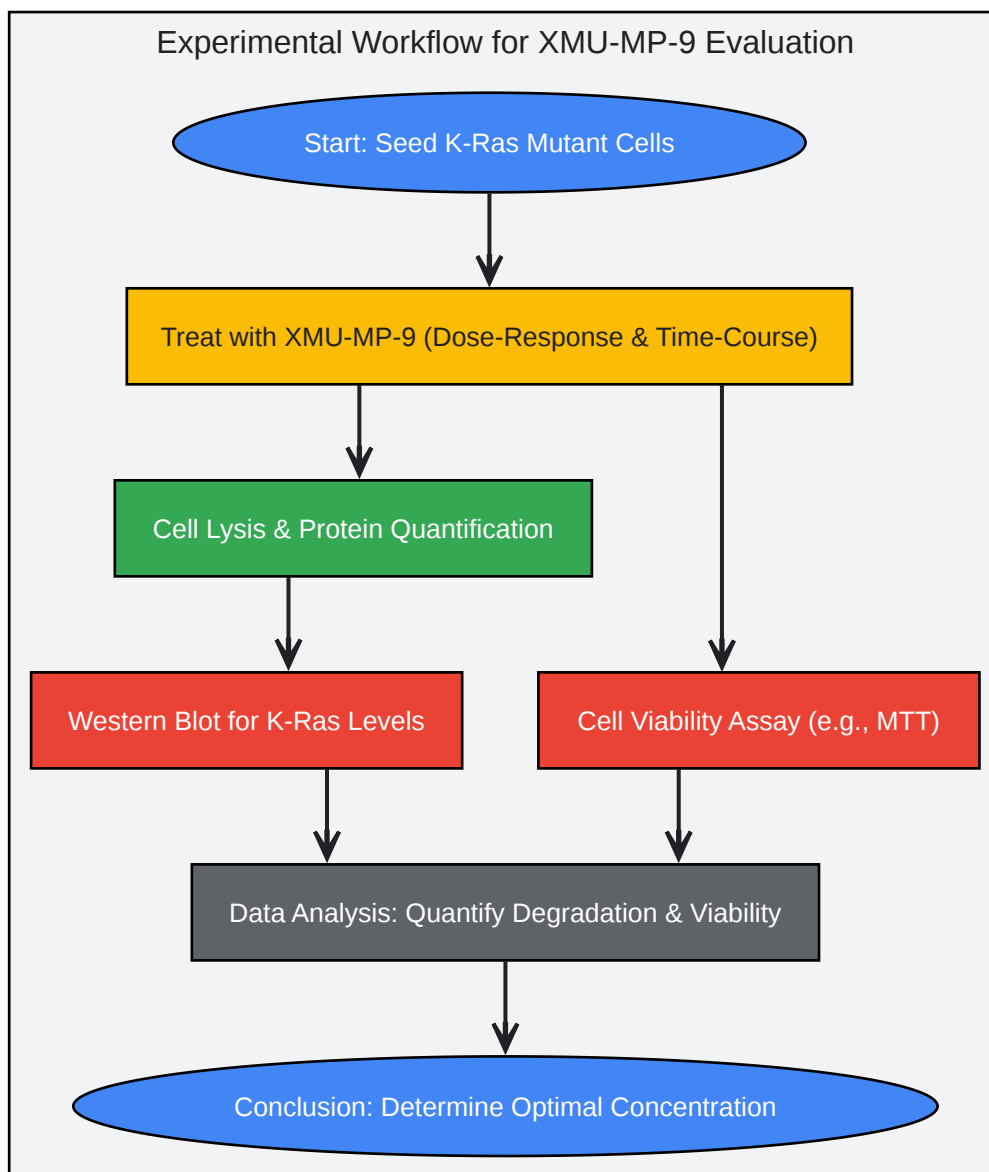 Experimental Workflow for XMU-MP-9 Evaluation
Start: Seed K-Ras Mutant Cells
Treat with XMU-MP-9 (Dose-Response & Time-Course)
Cell Lysis & Protein Quantification
Western Blot for K-Ras Levels
Cell Viability Assay (e.g., MTT)
Data Analysis: Quantify Degradation & Viability
Conclusion: Determine Optimal Concentration